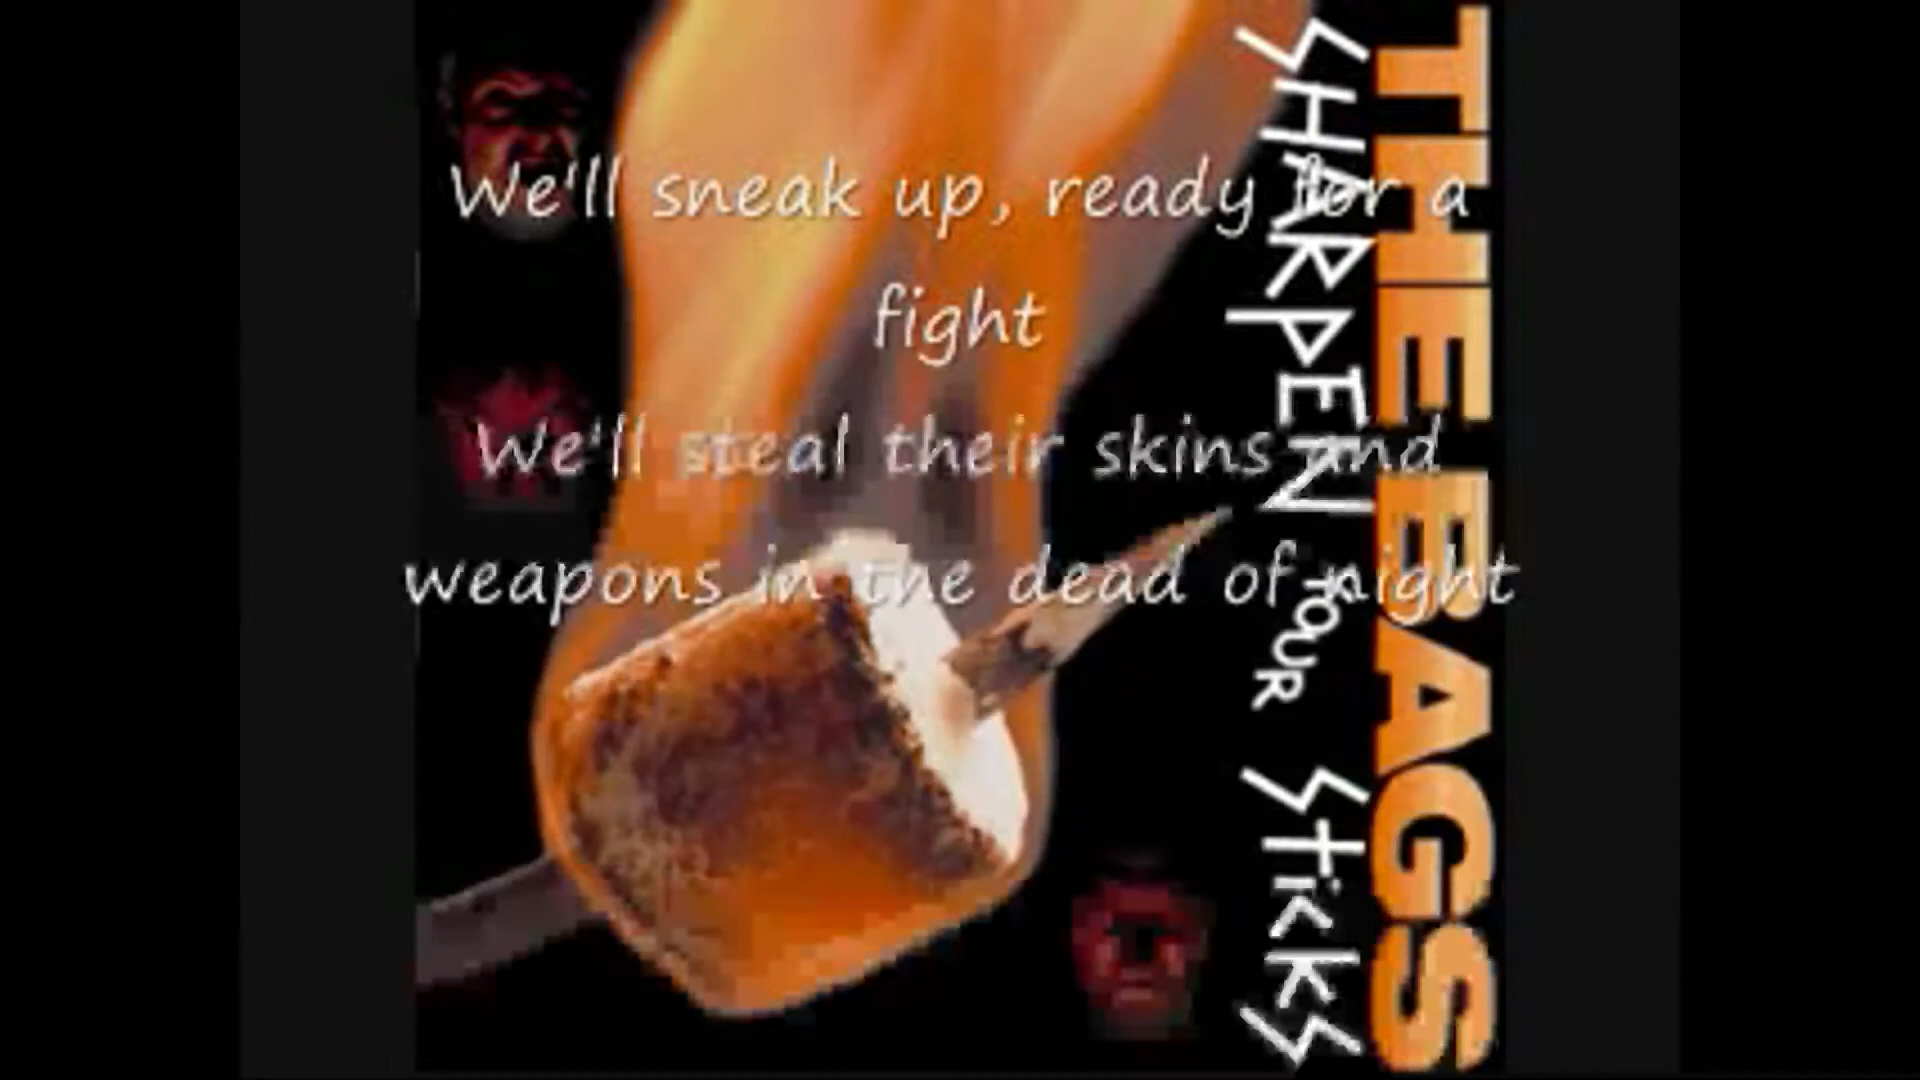 We'll sneak up, ready for a
fight
We'll steal their skins and
weapons in the dead of night
SHARPEN YOUR STiCKS
THE BAGS